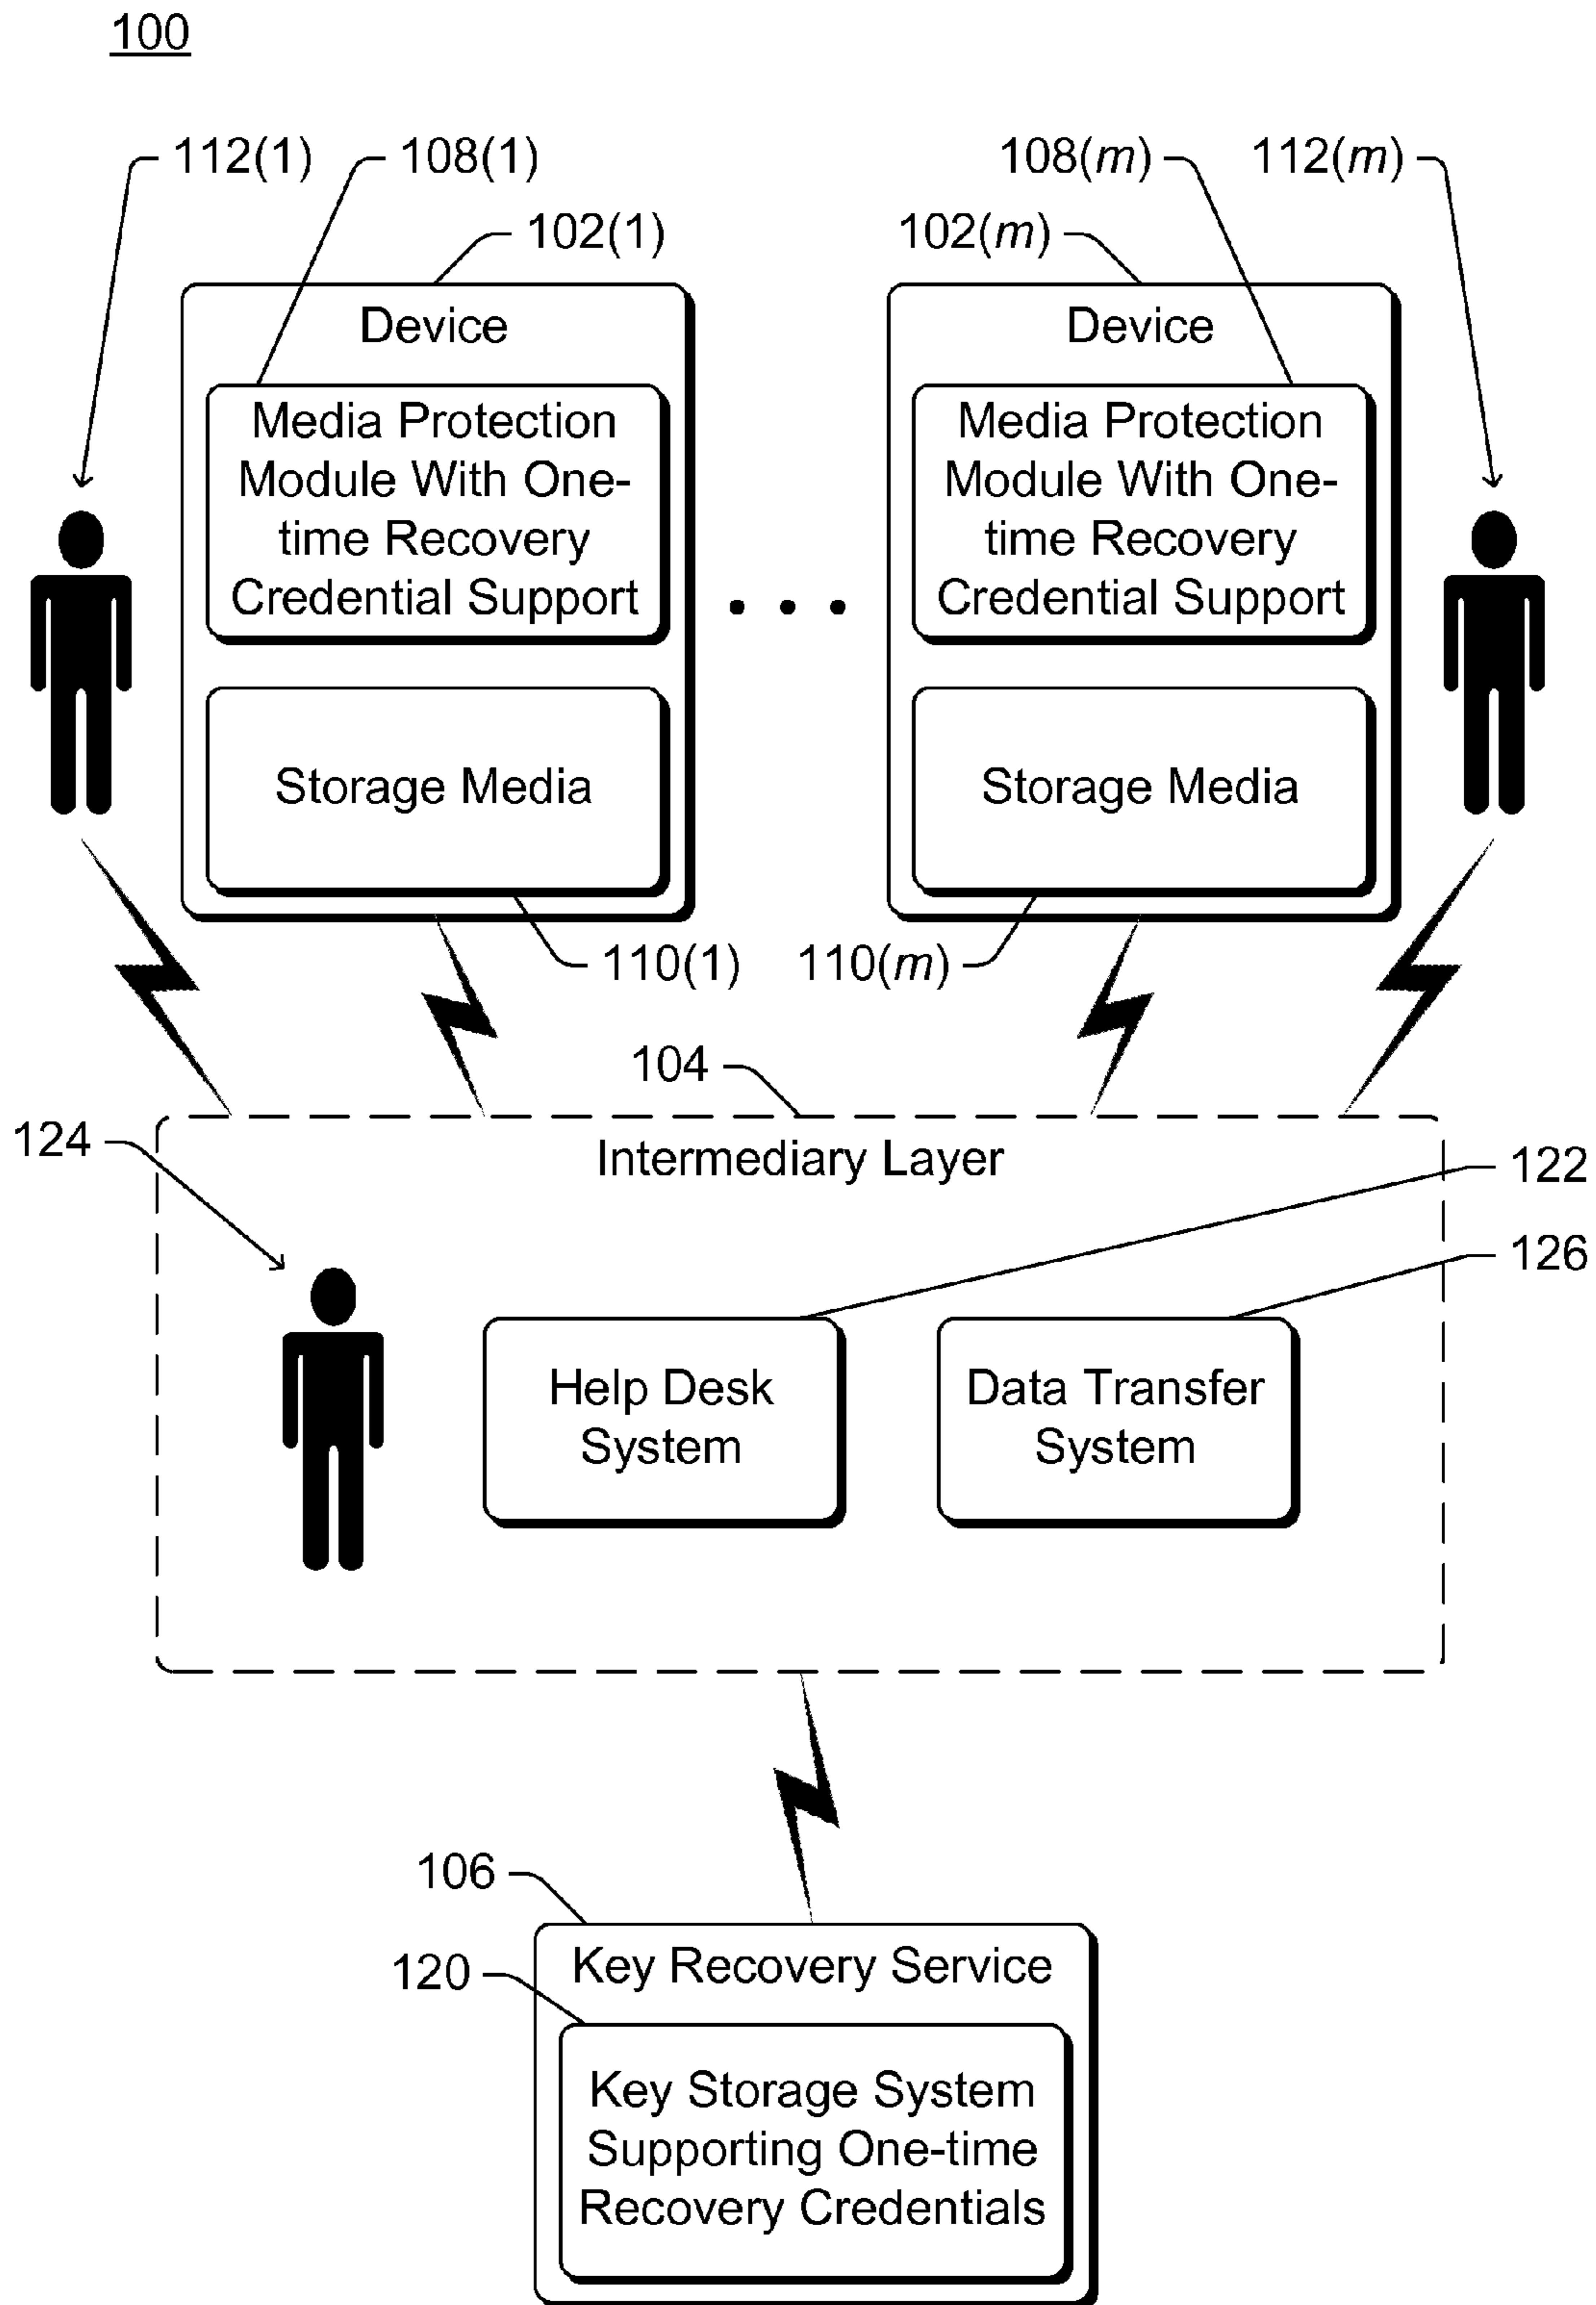 100
112(1)
108(1)
108(m)
112(m)
102(1)
102(m)
Device
Media Protection
Module With One-
time Recovery
Credential Support
Storage Media
Device
Media Protection
Module With One-
time Recovery
Credential Support
Storage Media
. . .
110(1)
110(m)
104
124
Intermediary Layer
122
126
Help Desk
System
Data Transfer
System
106
Key Recovery Service
120
Key Storage System
Supporting One-time
Recovery Credentials